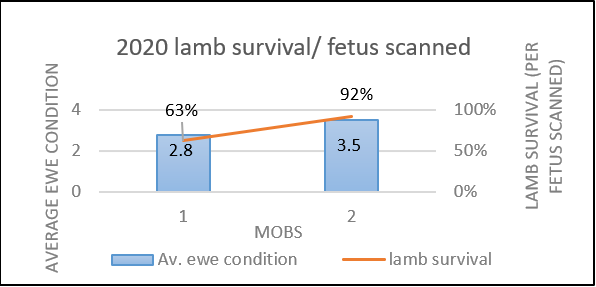 2020 lamb survival/ fetus scanned
AVERAGE EWE CONDITION
4
2
0
63%
92%
2.8
3.5
100%
50%
0%
LAMB SURVIVAL (PER
FETUS SCANNED)
1
2
MOBS
Av. ewe condition
lamb survival